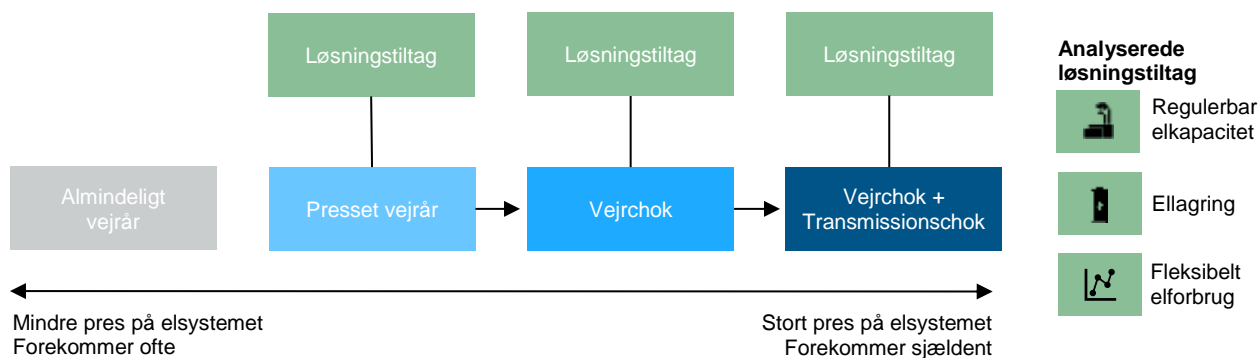 Løsningstiltag
Løsningstiltag
Løsningstiltag
Almindeligt
vejrår
Presset vejrår
Vejrchok
Vejrchok +
Transmissionschok
Mindre pres på elsystemet
Forekommer ofte
Stort pres på elsystemet
Forekommer sjældent
Analyserede
løsningstiltag
Regulerbar
elkapacitet
Ellagring
Fleksibelt
elforbrug